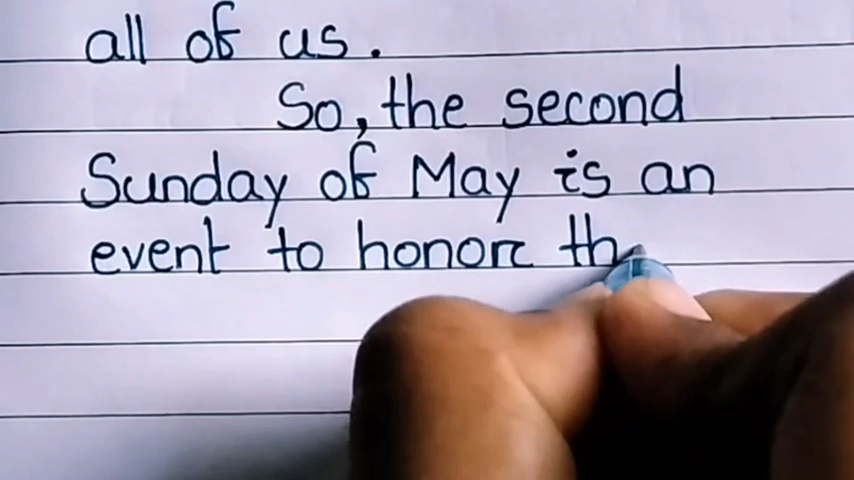 all of us.
So, the second
Sunday of May is an
event to honor th